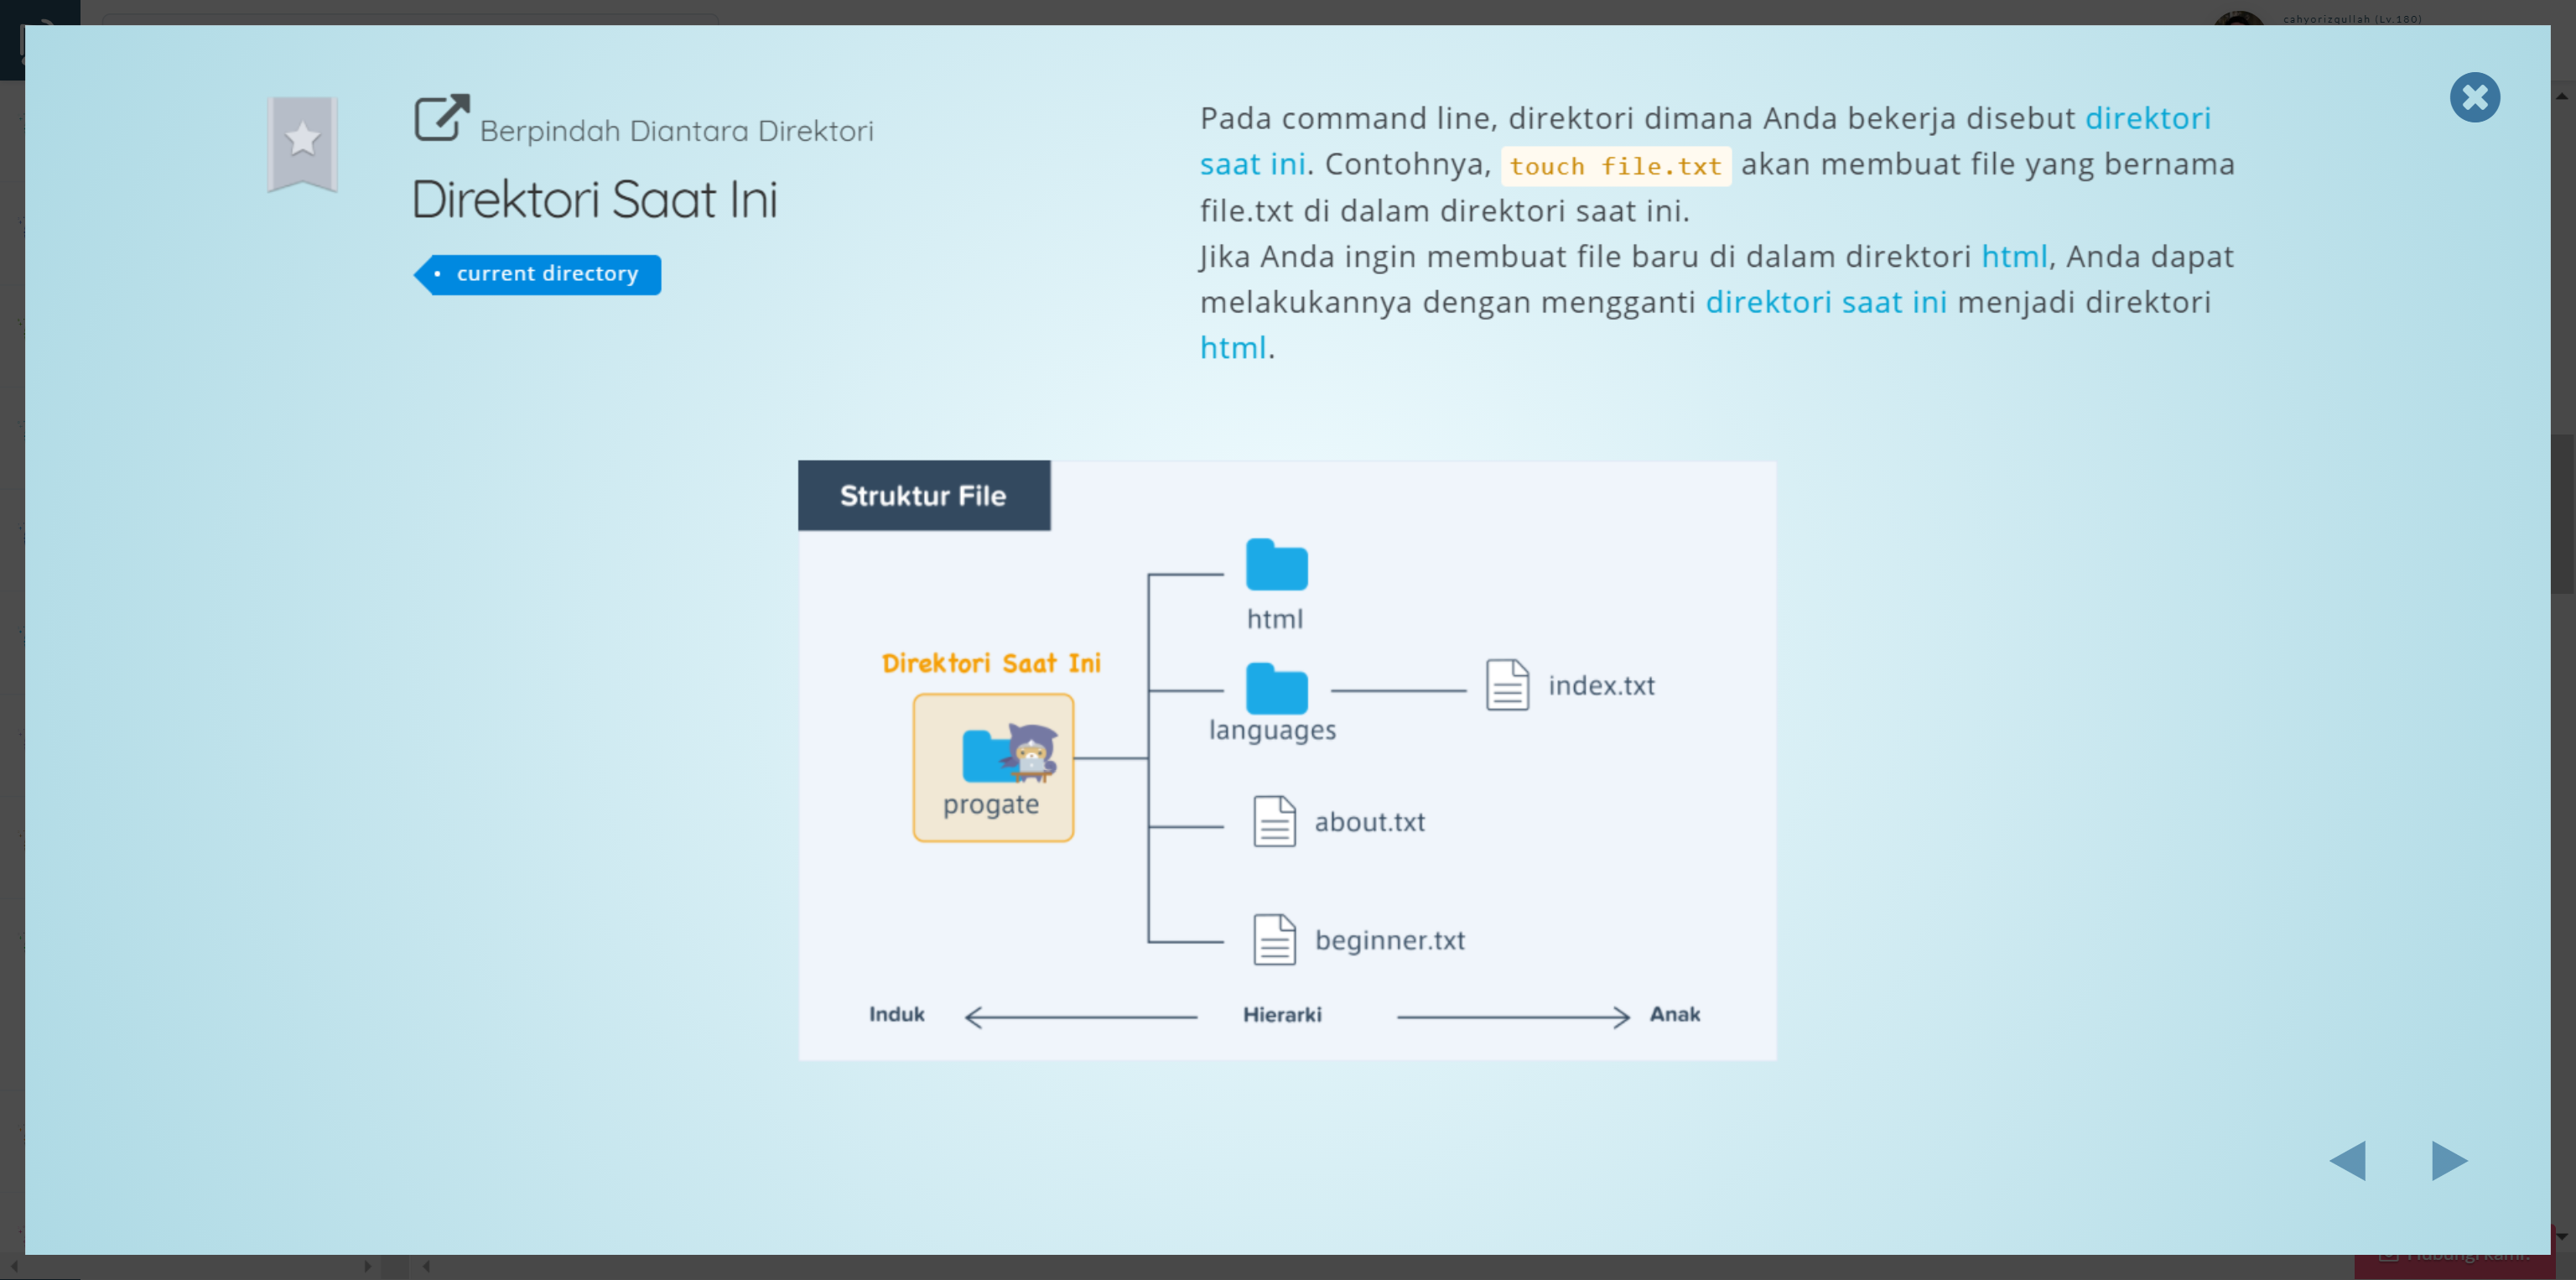 cahyorizqullah (Lv.180)
Berpindah Diantara Direktori
Direktori Saat Ini
• current directory
Pada command line, direktori dimana Anda bekerja disebut direktori
saat ini. Contohnya, touch file.txt akan membuat file yang bernama
file.txt di dalam direktori saat ini.
Jika Anda ingin membuat file baru di dalam direktori html, Anda dapat
melakukannya dengan mengganti direktori saat ini menjadi direktori
html.
Struktur File
html
Direktori Saat Ini
index.txt
languages
progate
about.txt
beginner.txt
Induk Hierarki Anak
Hubungi kami!